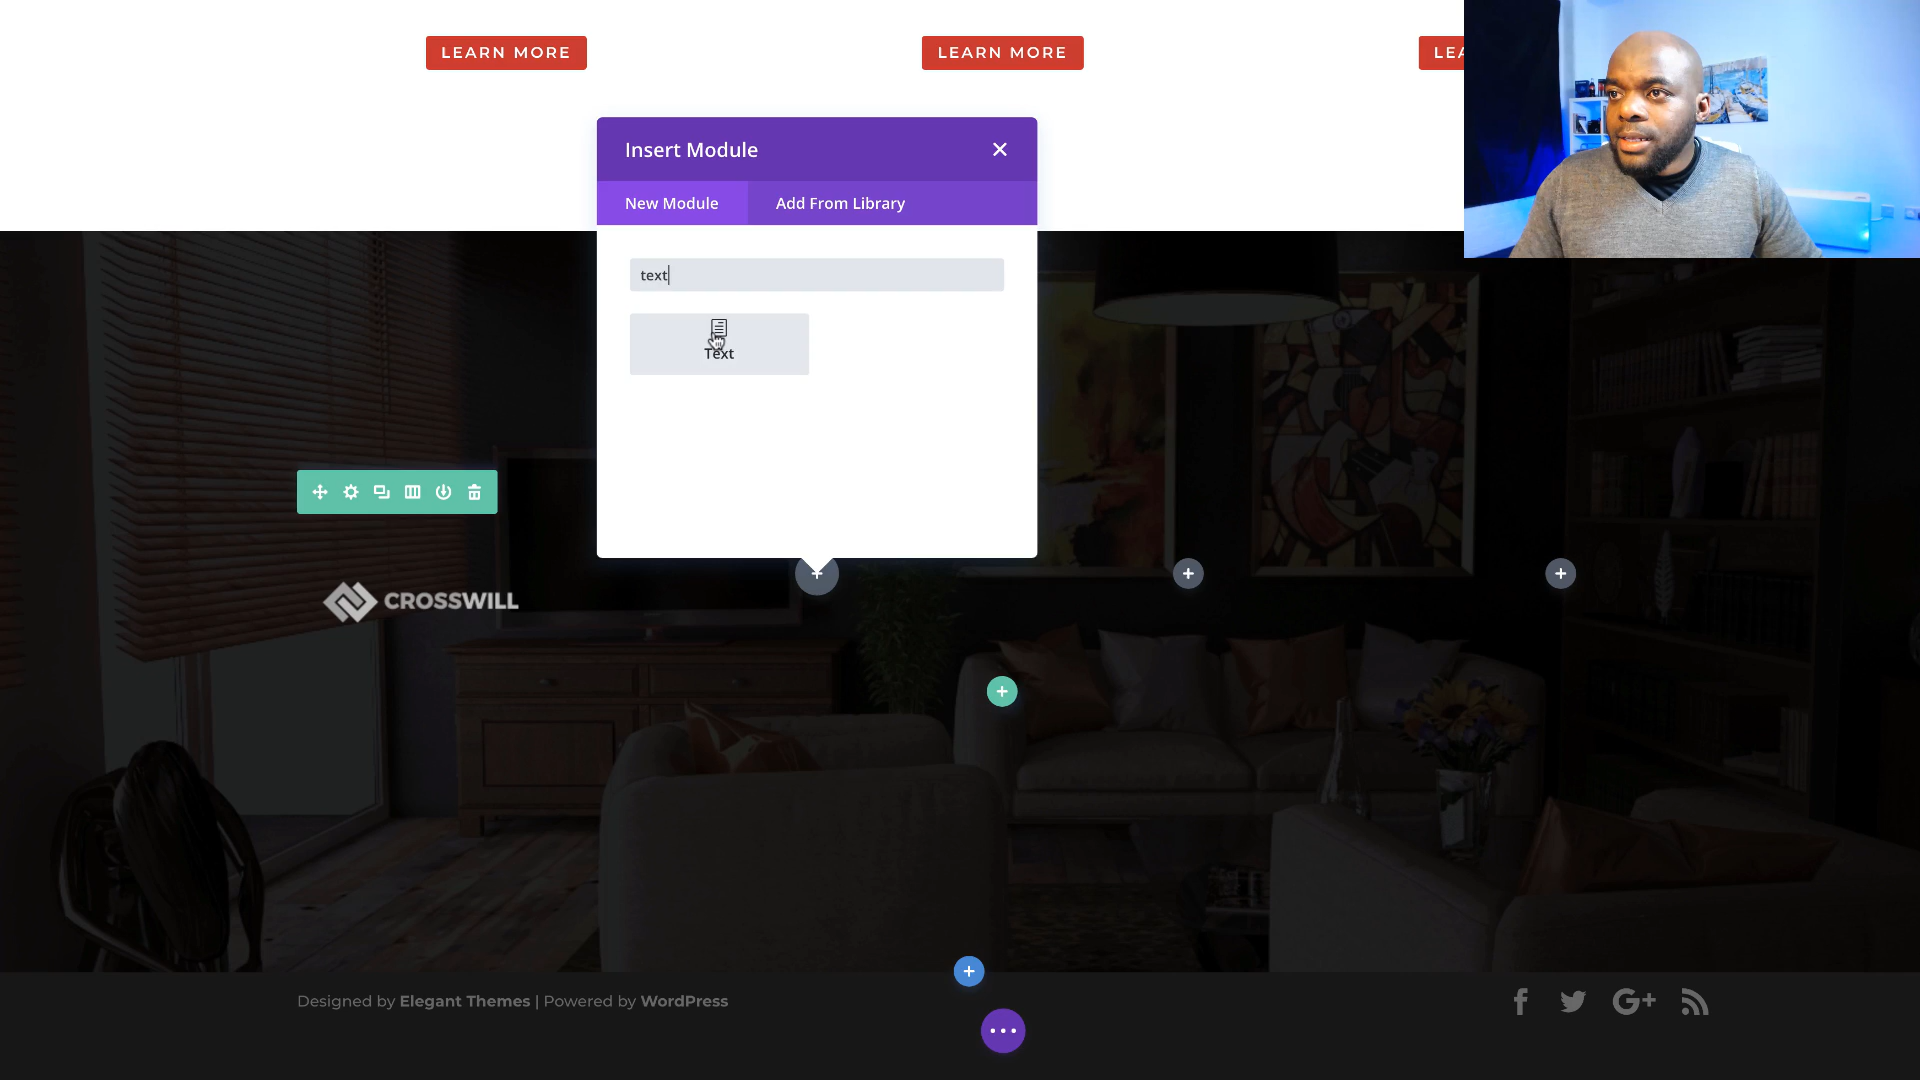 LEARN MORE
LEARN MORE
LEA
Insert Module
New Module
Add From Library
text
Text
CROSSWILL
Designed by Elegant Themes | Powered by WordPress